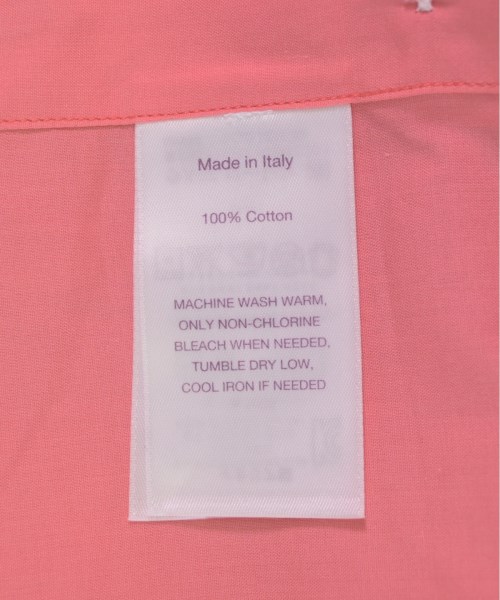 Made in Italy
100% Cotton
MACHINE WASH WARM,
ONLY NON-CHLORINE
BLEACH WHEN NEEDED,
TUMBLE DRY LOW,
COOL IRON IF NEEDED